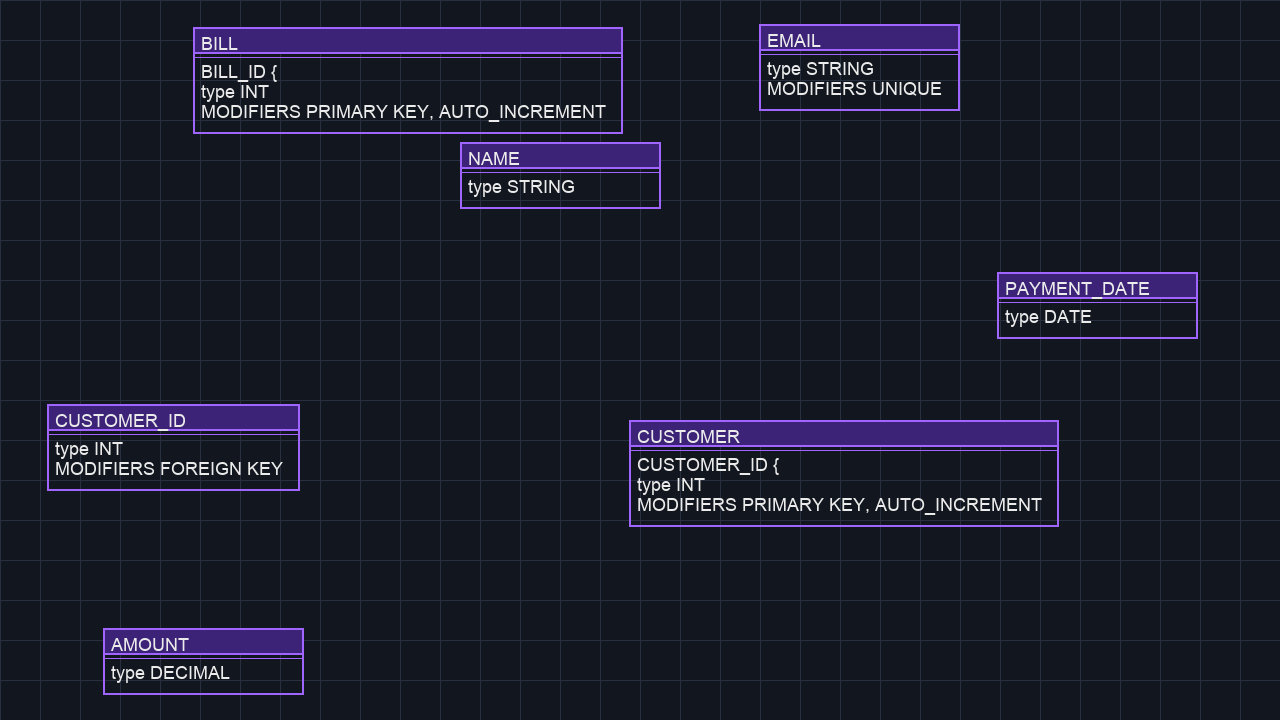 BILL
BILL_ID {
type INT
MODIFIERS PRIMARY KEY, AUTO_INCREMENT
EMAIL
type STRING
MODIFIERS UNIQUE
NAME
type STRING
PAYMENT_DATE
type DATE
CUSTOMER_ID
type INT
MODIFIERS FOREIGN KEY
CUSTOMER
CUSTOMER_ID {
type INT
MODIFIERS PRIMARY KEY, AUTO_INCREMENT
AMOUNT
type DECIMAL